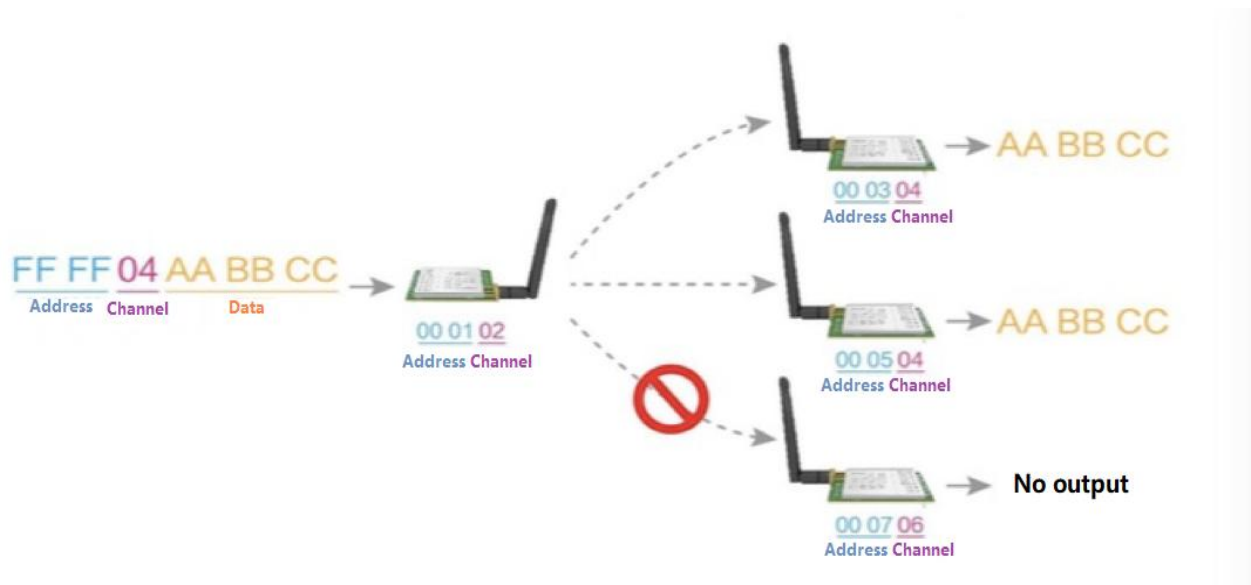 FF FF 04 AA BB CC
Address Channel Data
00 01 02
Address Channel
AA BB CC
00 03 04
Address Channel
AA BB CC
00 05 04
Address Channel
No output
00 07 06
Address Channel